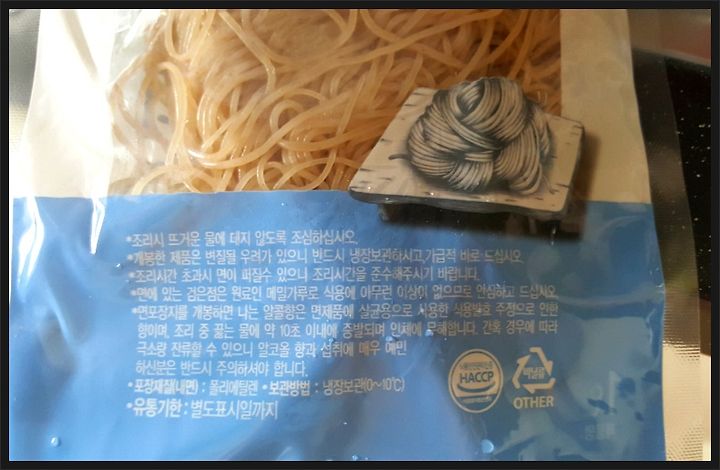 *조리시 뜨거운 물에 데지 않도록 조심하십시오.
*개봉한 제품은 변질될 우려가 있으니 반드시 냉장보관하시고,가급적 바로 드십시오.
*조리시간 초과시 면이 퍼질수 있으니 조리시간을 준수해주시기 바랍니다.
*면에 있는 검은점은 원료인 메밀가루로 식용에 아무런 이상이 없으므로 안심하고 드십시오.
*면포장지를 개봉하면 나는 알콜향은 면제품에 살균용으로 사용한 식용발효 주정으로 인한
향이며, 조리 중 끓는 물에 약 10초 이내에 증발되며 인체에 무해합니다. 간혹 경우에 따라
극소량 잔류할 수 있으니 알코올 향과 섭취에 매우 예민
하신분은 반드시 주의하셔야 합니다.
*포장재질(내면) : 폴리에틸렌 *보관방법 : 냉장보관(0~10℃)
*유통기한 : 별도표시일까지
HACCP
비닐류
OTHER